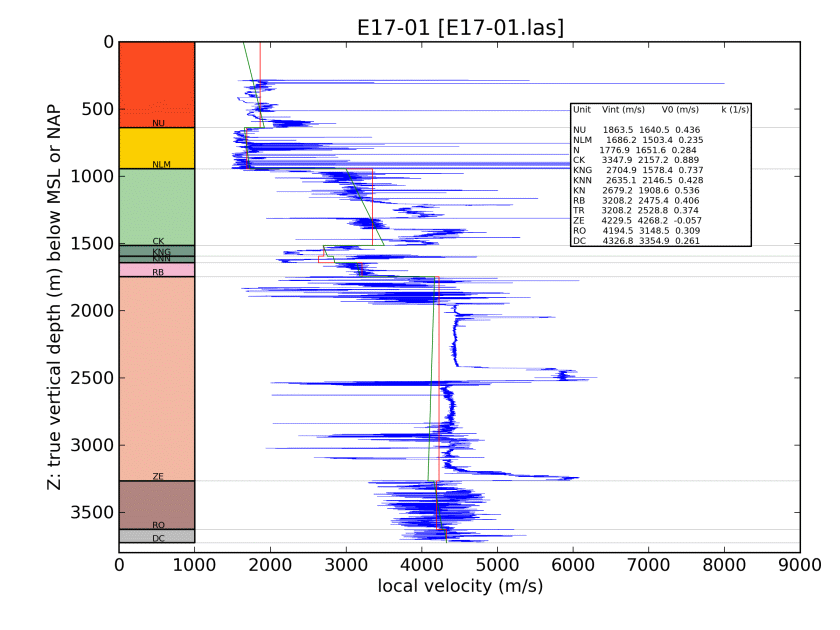 E17-01 [E17-01.las]
Z: true vertical depth (m) below MSL or NAP
0
500
1000
1500
2000
2500
3000
3500
NU
NLM
CK
KNG
KNN
RB
ZE
RO
DC
Unit Vint (m/s) V0 (m/s) k (1/s)
NU 1863.5 1640.5 0.436
NLM 1686.2 1503.4 0.235
N 1776.9 1651.6 0.284
CK 3347.9 2157.2 0.889
KNG 2704.9 1578.4 0.737
KNN 2635.1 2146.5 0.428
KN 2679.2 1908.6 0.536
RB 3208.2 2475.4 0.406
TR 3208.2 2528.8 0.374
ZE 4229.5 4268.2 -0.057
RO 4194.5 3148.5 0.309
DC 4326.8 3354.9 0.261
0 1000 2000 3000 4000 5000 6000 7000 8000 9000
local velocity (m/s)